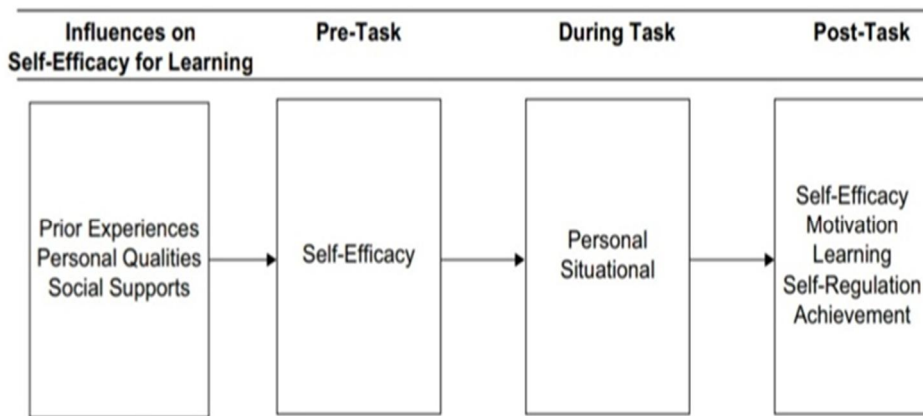 Influences on
Self-Efficacy for Learning
Pre-Task
During Task
Post-Task
Prior Experiences
Personal Qualities
Social Supports
Self-Efficacy
Personal
Situational
Self-Efficacy
Motivation
Learning
Self-Regulation
Achievement